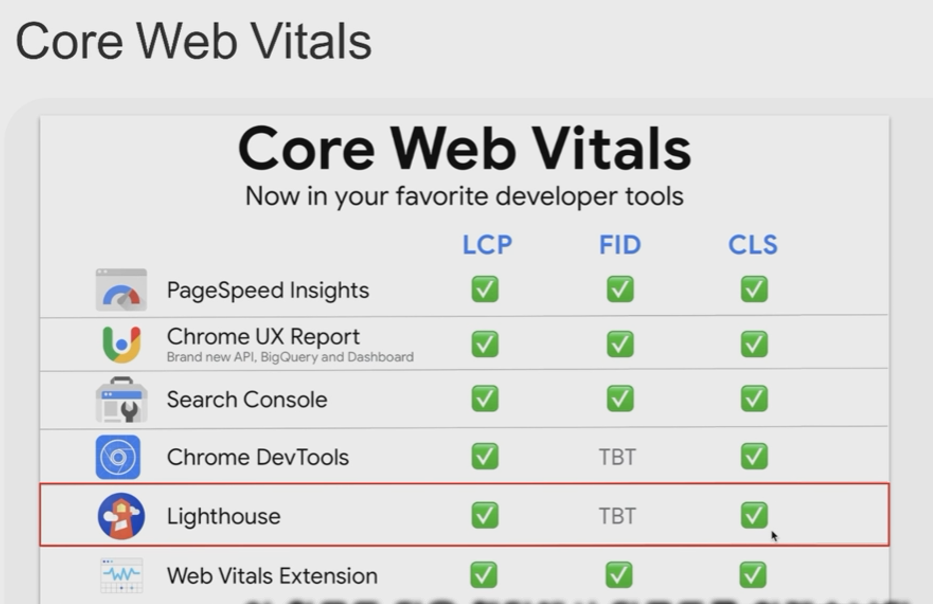 Core Web Vitals
Core Web Vitals
Now in your favorite developer tools
LCP FID CLS
PageSpeed Insights
Chrome UX Report
Brand new API, BigQuery and Dashboard
Search Console
Chrome DevTools TBT
Lighthouse TBT
Web Vitals Extension